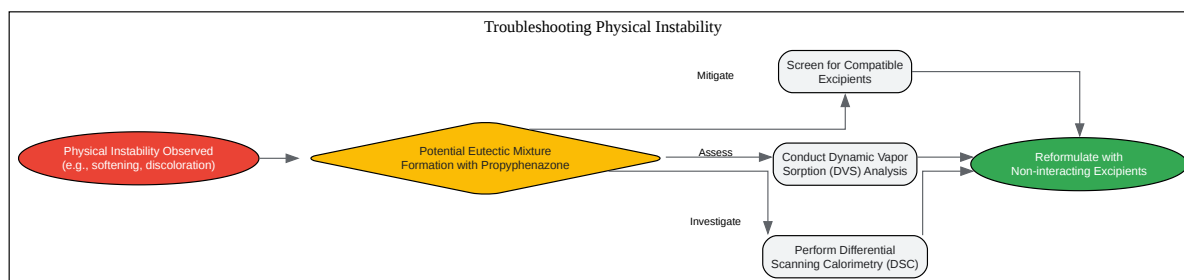 Troubleshooting Physical Instability
Physical Instability Observed
(e.g., softening, discoloration)
Potential Eutectic Mixture
Formation with Propyphenazone
Mitigate
Screen for Compatible
Excipients
Assess
Conduct Dynamic Vapor
Sorption (DVS) Analysis
Investigate
Perform Differential
Scanning Calorimetry (DSC)
Reformulate with
Non-interacting Excipients